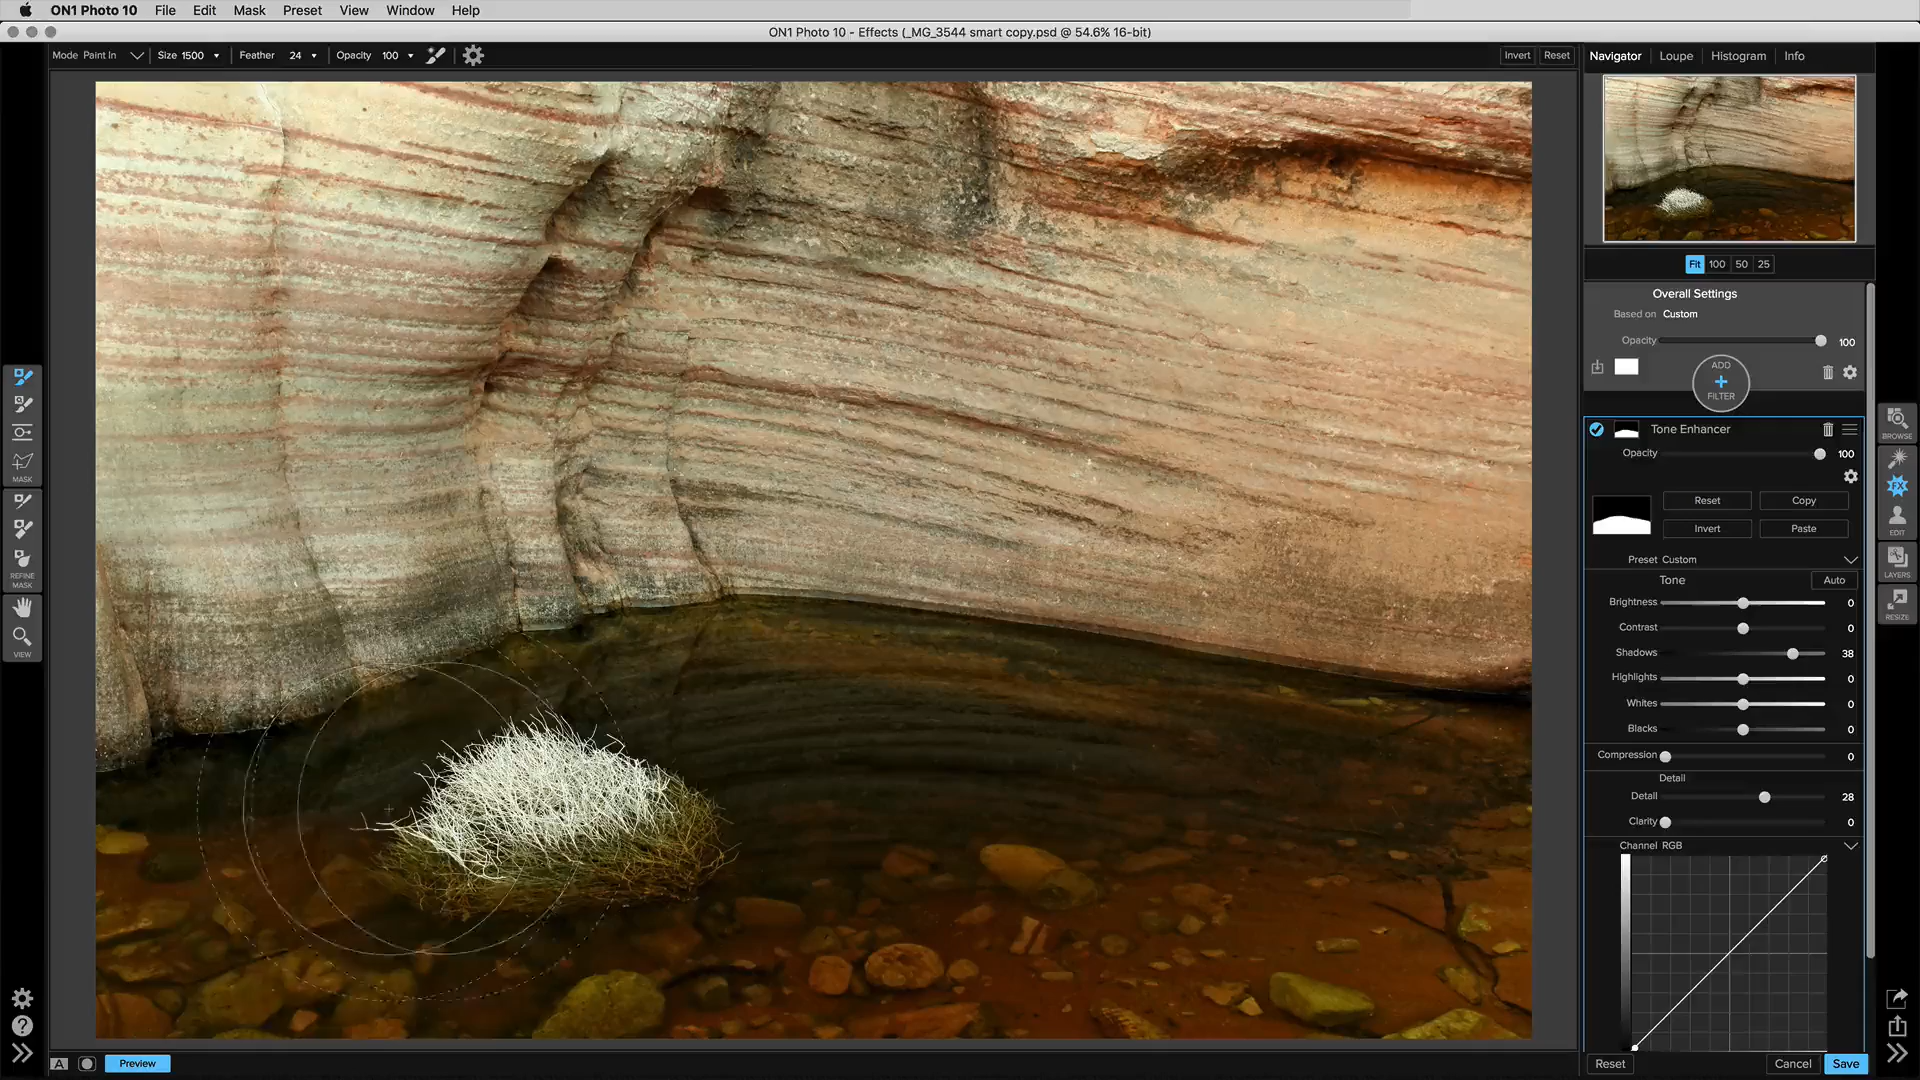 ON1 Photo 10 File Edit Mask Preset View Window Help
ON1 Photo 10 - Effects (_MG_3544 smart copy.psd @ 54.6% 16-bit)
Mode Paint In Size 1500 Feather 24 Opacity 100 Invert Reset
Navigator Loupe Histogram Info
Fit 100 50 25
Overall Settings
Based on Custom
Opacity 100
ADD
FILTER
Tone Enhancer
Opacity 100
Reset Copy
Invert Paste
Preset Custom
Tone Auto
Brightness 0
Contrast 0
Shadows 38
Highlights 0
Whites 0
Blacks 0
Compression 0
Detail
Detail 28
Clarity 0
Channel RGB
Reset Cancel Save
MASK
REFINE
MASK
VIEW
A Preview
BROWSE
FX
EDIT
LAYERS
RESIZE